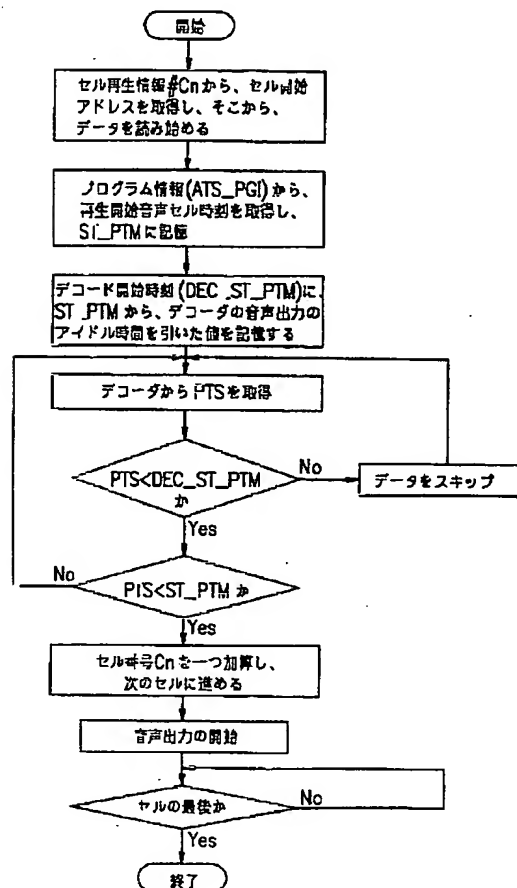 開始
セル再生情報#Cnから、セル開始
アドレスを取得し、そこから、
データを読み始める
プログラム情報(ATS_PGI)から、
再生開始音声セル時刻を取得し、
ST_PTMに記憶
デコード開始時刻(DEC_ST_PTM)に、
ST_PTMから、デコーダの音声出力の
アイドル時間を引いた値を記憶する
デコーダからPTSを取得
PTS<DEC_ST_PTM
か
No
データをスキップ
Yes
No
PTS<ST_PTMか
Yes
セル番号Cnを一つ加算し、
次のセルに進める
音声出力の開始
セルの最後か
No
Yes
終了